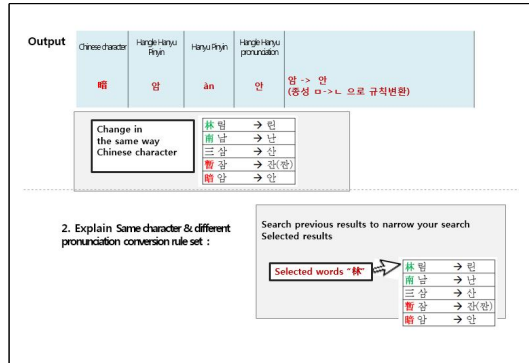 Output
Chinese character
Hangle Hanyu Pinyin
Hanyu Pinyin
Hangle Hanyu pronunciation
暗
암
àn
안
암 -> 안
(종성 ㅁ->ㄴ 으로 규칙변환)
Change in
the same way
Chinese character
林 림 → 린
南 남 → 난
三 삼 → 산
暫 잠 → 잔(짠)
暗 암 → 안
2. Explain Same character & different
pronunciation conversion rule set :
Search previous results to narrow your search
Selected results
Selected words "林"
林 림 → 린
南 남 → 난
三 삼 → 산
暫 잠 → 잔(짠)
暗 암 → 안